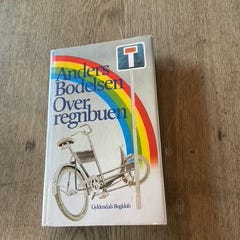 Anders
Bodelsen
Over
regnbuen
Gyldendals Bogklub